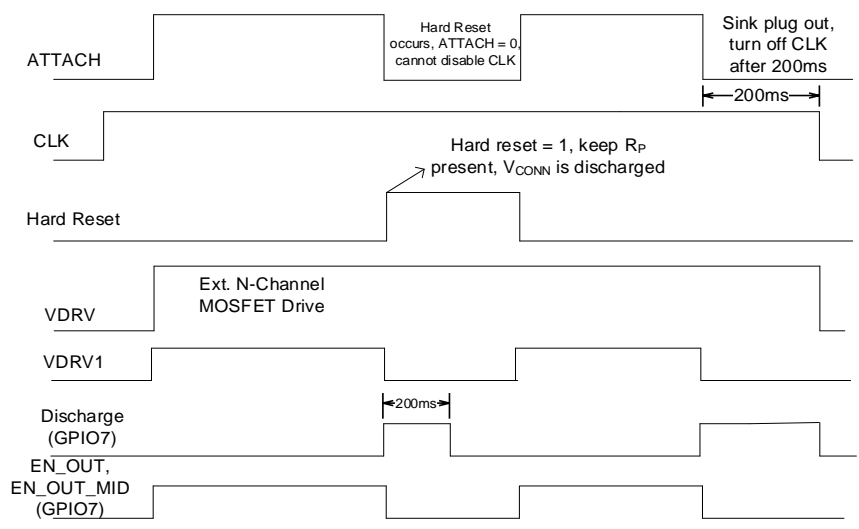 ATTACH
Hard Reset
occurs, ATTACH = 0,
cannot disable CLK
Sink plug out,
turn off CLK
after 200ms
200ms
CLK
Hard reset = 1, keep RP
present, VCONN is discharged
Hard Reset
Ext. N-Channel
MOSFET Drive
VDRV
VDRV1
200ms
Discharge
(GPIO7)
EN_OUT,
EN_OUT_MID
(GPIO7)